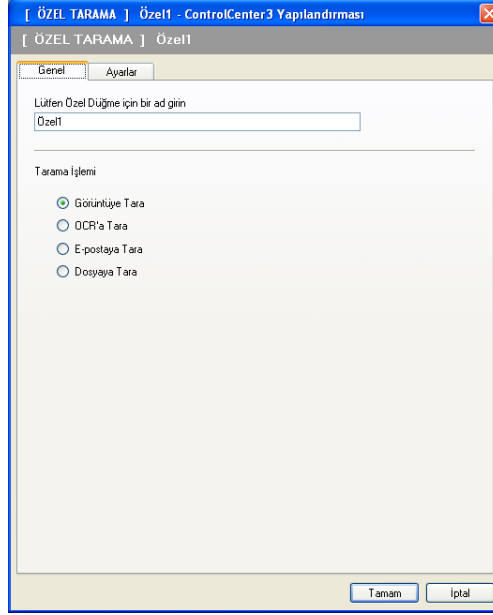 [ ÖZEL TARAMA ] Özel1 - ControlCenter3 Yapılandırması
[ ÖZEL TARAMA ] Özel1
Genel Ayarlar
Lütfen Özel Düğme için bir ad girin
Özel1
Tarama İşlemi
Görüntüye Tara
OCR'a Tara
E-postaya Tara
Dosyaya Tara
Tamam İptal